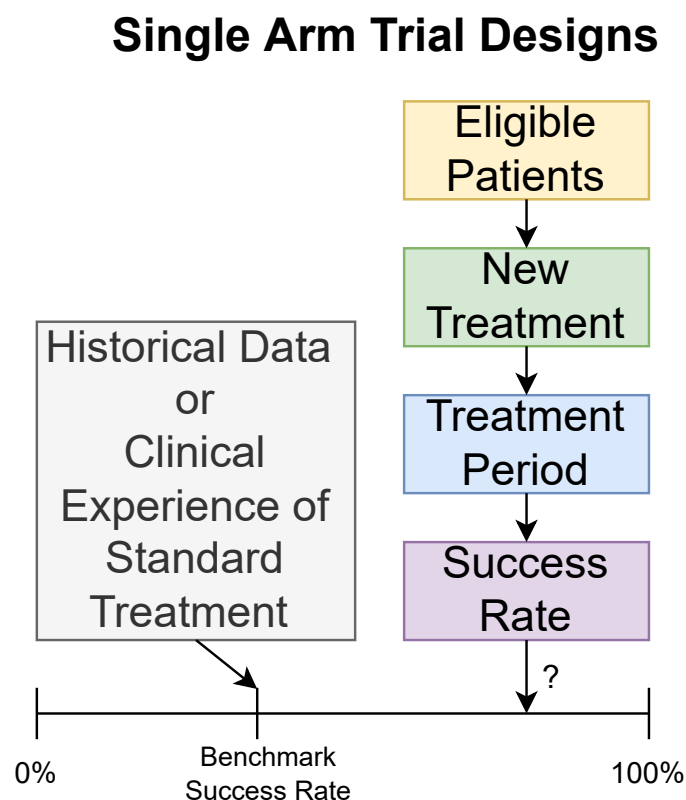 Single Arm Trial Designs
Eligible
Patients
New
Treatment
Treatment
Period
Success
Rate
Historical Data
or
Clinical
Experience of
Standard
Treatment
?
0%
Benchmark
Success Rate
100%